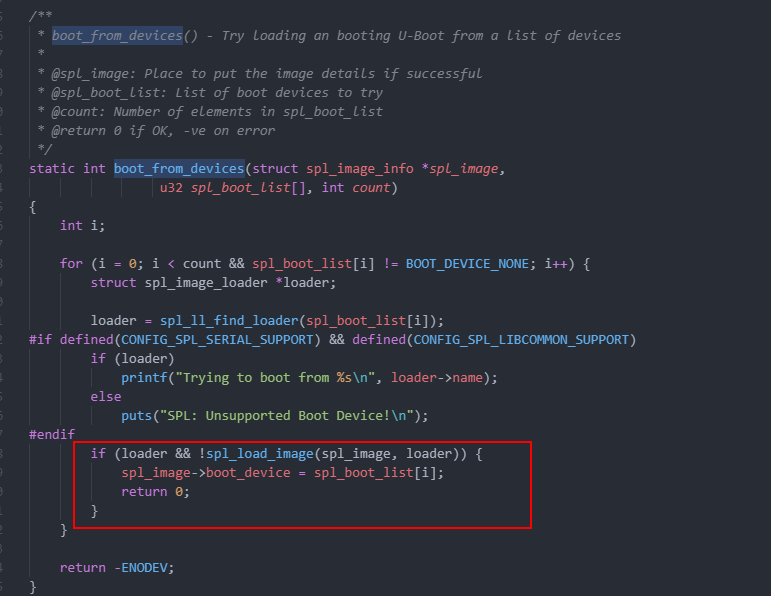 /**
 * boot_from_devices() - Try loading an booting U-Boot from a list of devices
 *
 * @spl_image: Place to put the image details if successful
 * @spl_boot_list: List of boot devices to try
 * @count: Number of elements in spl_boot_list
 * @return 0 if OK, -ve on error
 */
static int boot_from_devices(struct spl_image_info *spl_image,
                 u32 spl_boot_list[], int count)
{
    int i;

    for (i = 0; i < count && spl_boot_list[i] != BOOT_DEVICE_NONE; i++) {
        struct spl_image_loader *loader;

        loader = spl_ll_find_loader(spl_boot_list[i]);
#if defined(CONFIG_SPL_SERIAL_SUPPORT) && defined(CONFIG_SPL_LIBCOMMON_SUPPORT)
        if (loader)
            printf("Trying to boot from %s\n", loader->name);
        else
            puts("SPL: Unsupported Boot Device!\n");
#endif
        if (loader && !spl_load_image(spl_image, loader)) {
            spl_image->boot_device = spl_boot_list[i];
            return 0;
        }
    }

    return -ENODEV;
}